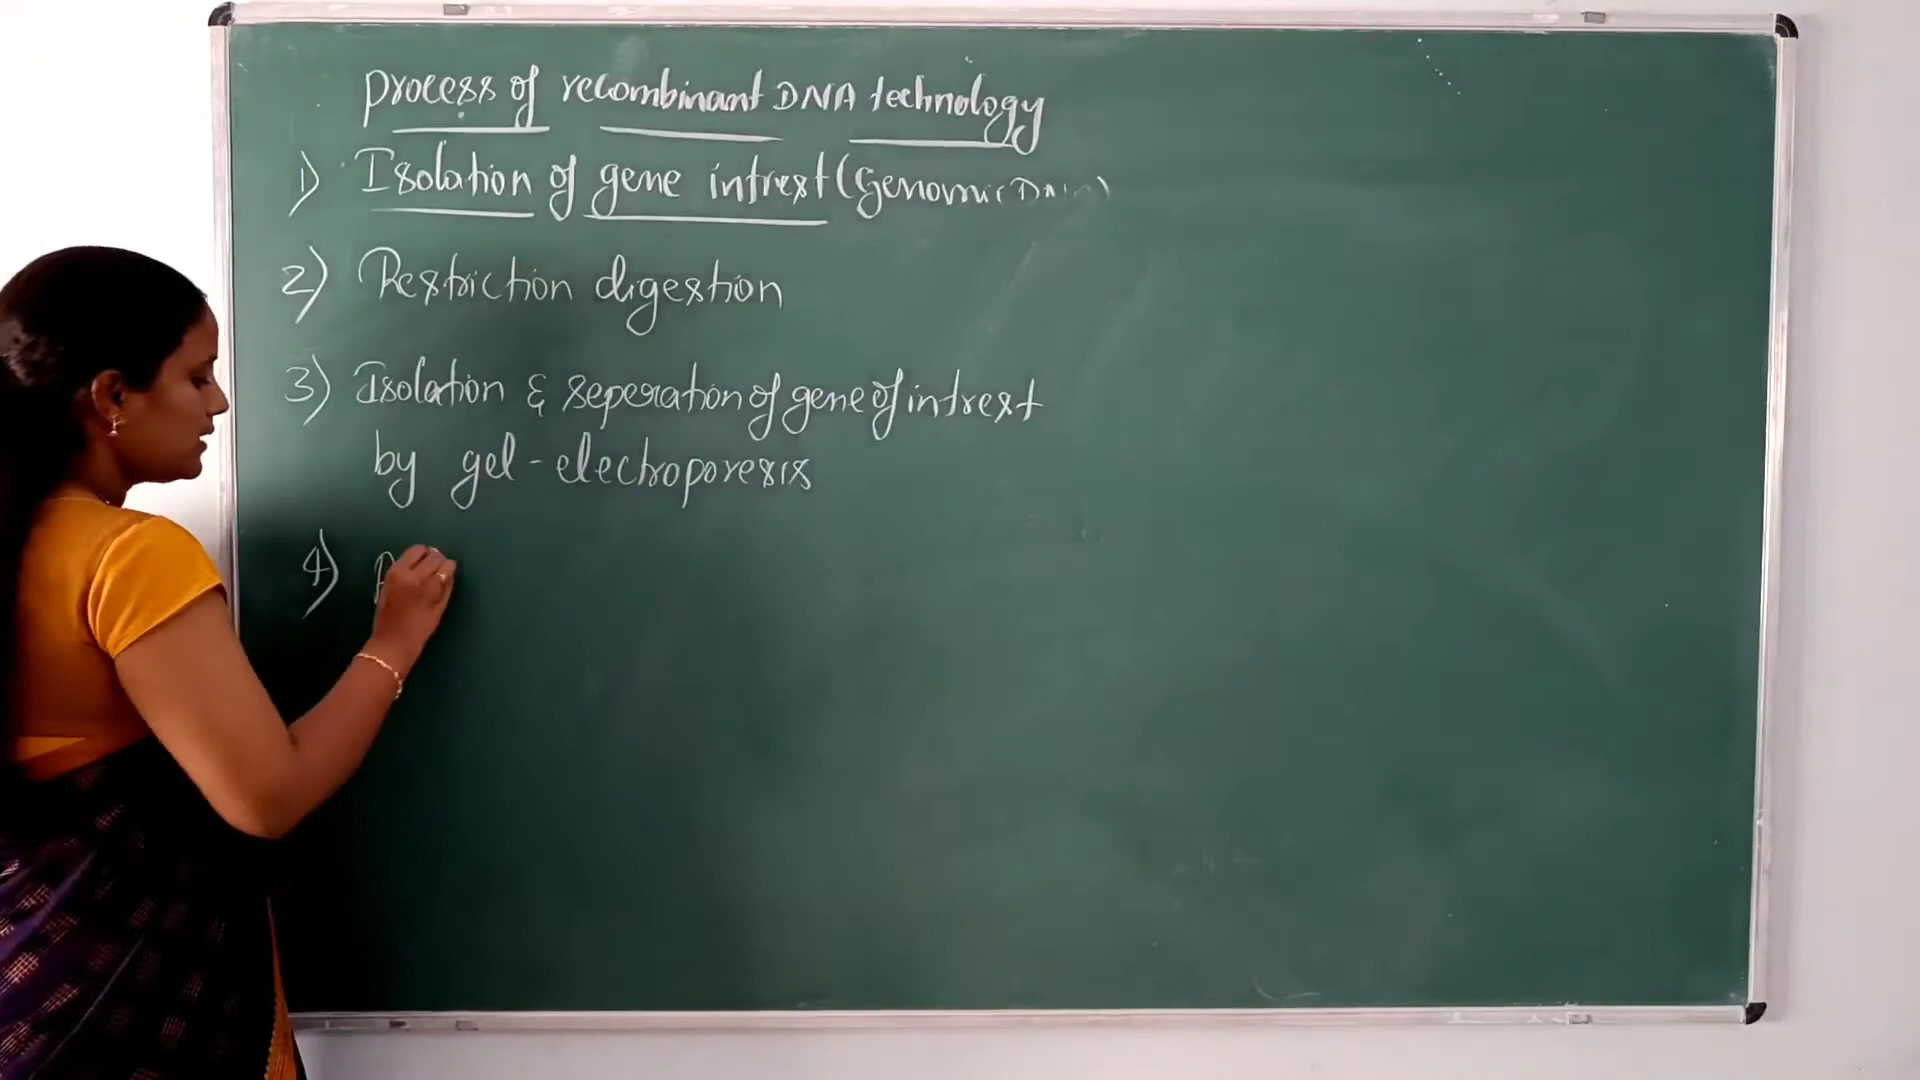 Process of recombinant DNA technology
1) Isolation of gene intrest (Genomic DNA)
2) Restriction digestion
3) Isolation & seperation of gene of intrest
by gel-electroporesis
4)